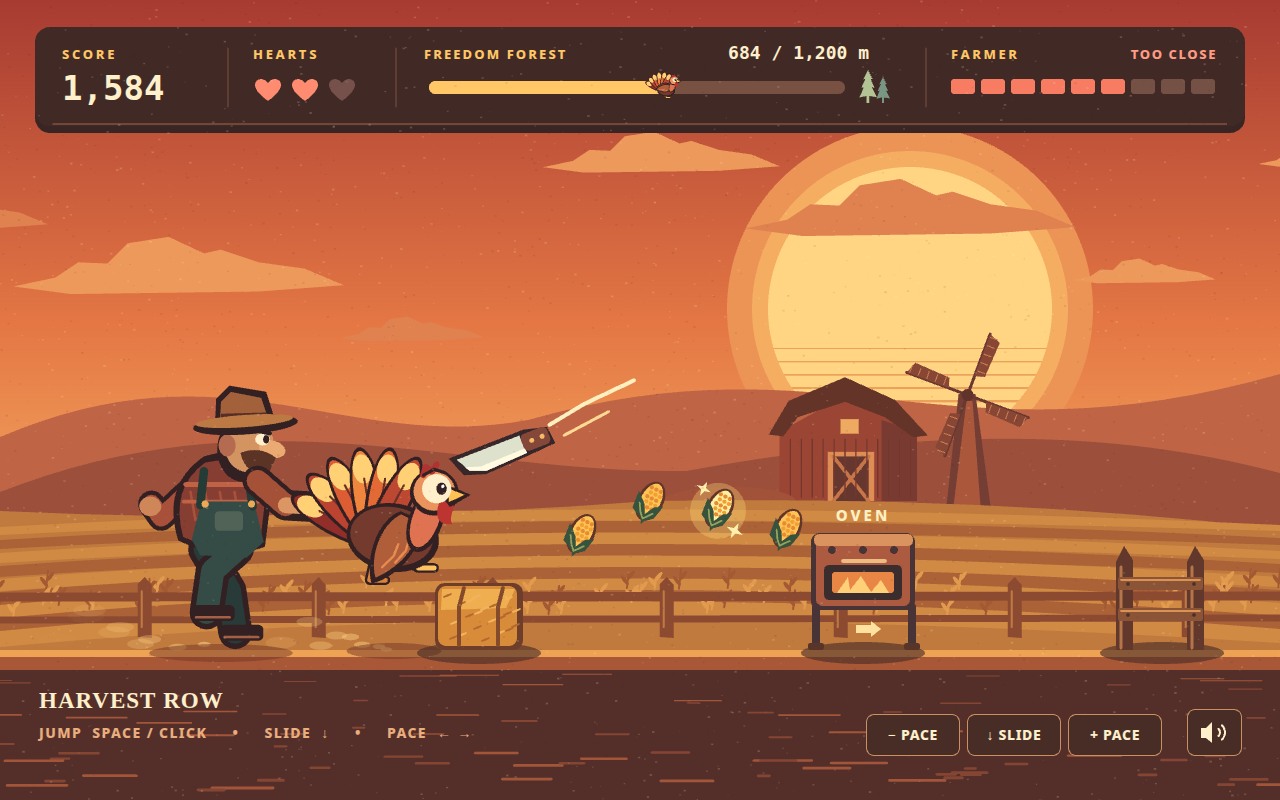 SCORE
1,584
HEARTS
FREEDOM FOREST
684 / 1,200 m
FARMER
TOO CLOSE
OVEN
HARVEST ROW
JUMP SPACE / CLICK • SLIDE ↓ • PACE ← →
− PACE
↓ SLIDE
+ PACE